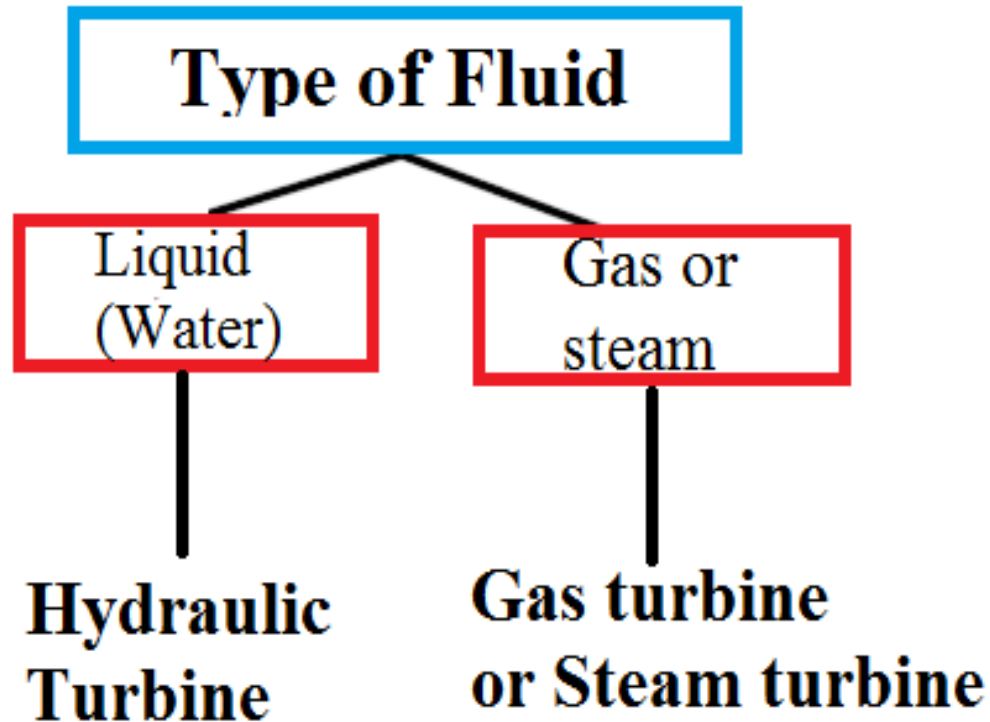 Type of Fluid
Liquid
(Water)
Gas or
steam
Hydraulic
Turbine
Gas turbine
or Steam turbine